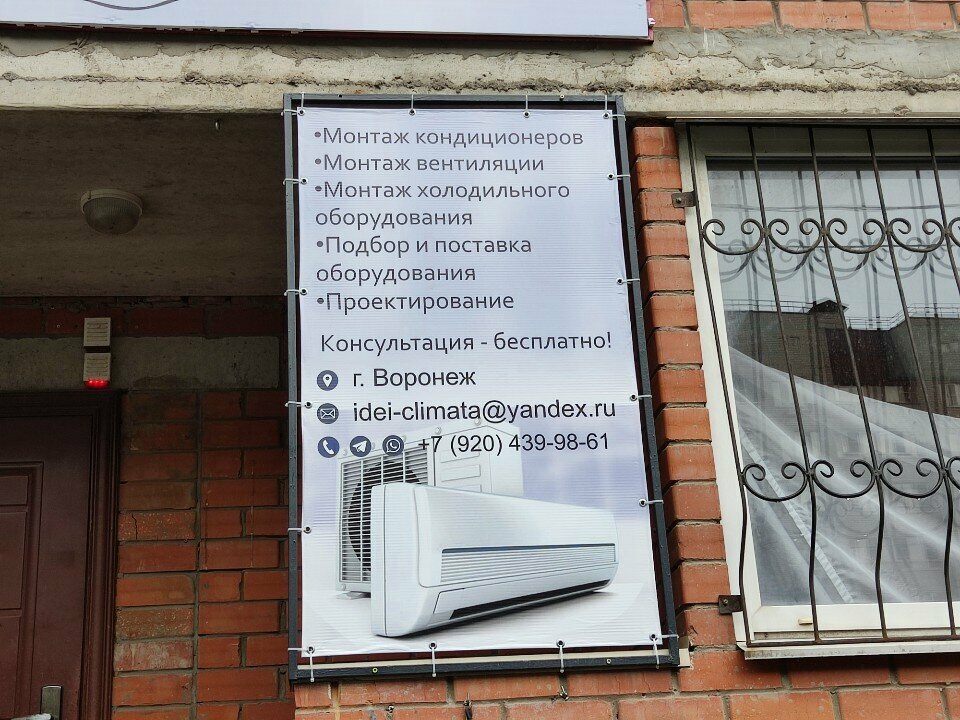 •Монтаж кондиционеров
•Монтаж вентиляции
•Монтаж холодильного
оборудования
•Подбор и поставка
оборудования
•Проектирование
Консультация - бесплатно!
г. Воронеж
idei-climata@yandex.ru
+7 (920) 439-98-61